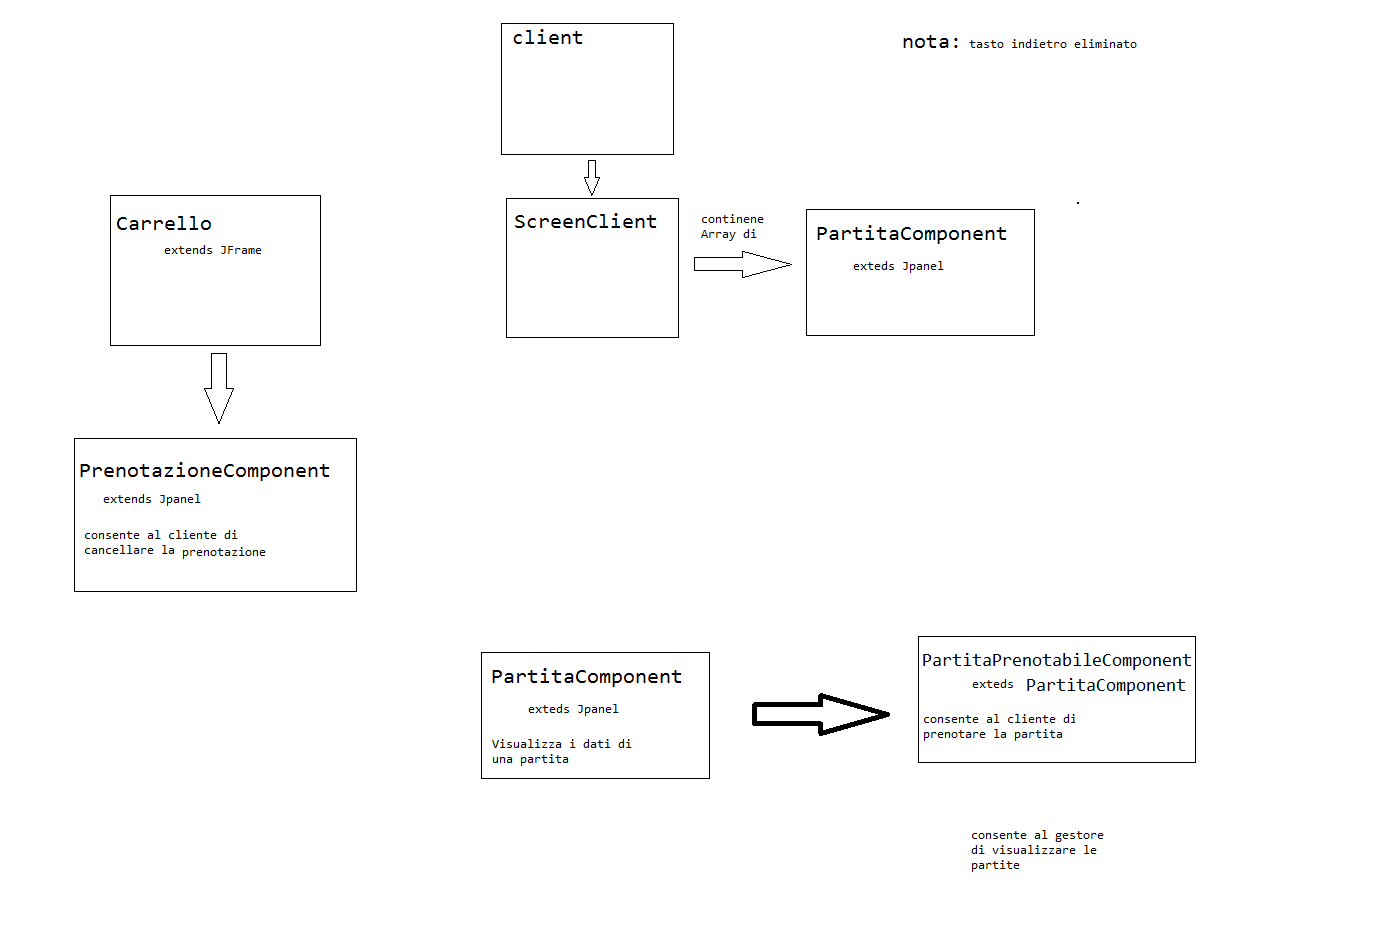 client
nota: tasto indietro eliminato
Carrello
extends JFrame
ScreenClient
continene
Array di
PartitaComponent
exteds Jpanel
PrenotazioneComponent
extends Jpanel
consente al cliente di
cancellare la prenotazione
PartitaComponent
exteds Jpanel
Visualizza i dati di
una partita
PartitaPrenotabileComponent
exteds PartitaComponent
consente al cliente di
prenotare la partita
consente al gestore
di visualizzare le
partite